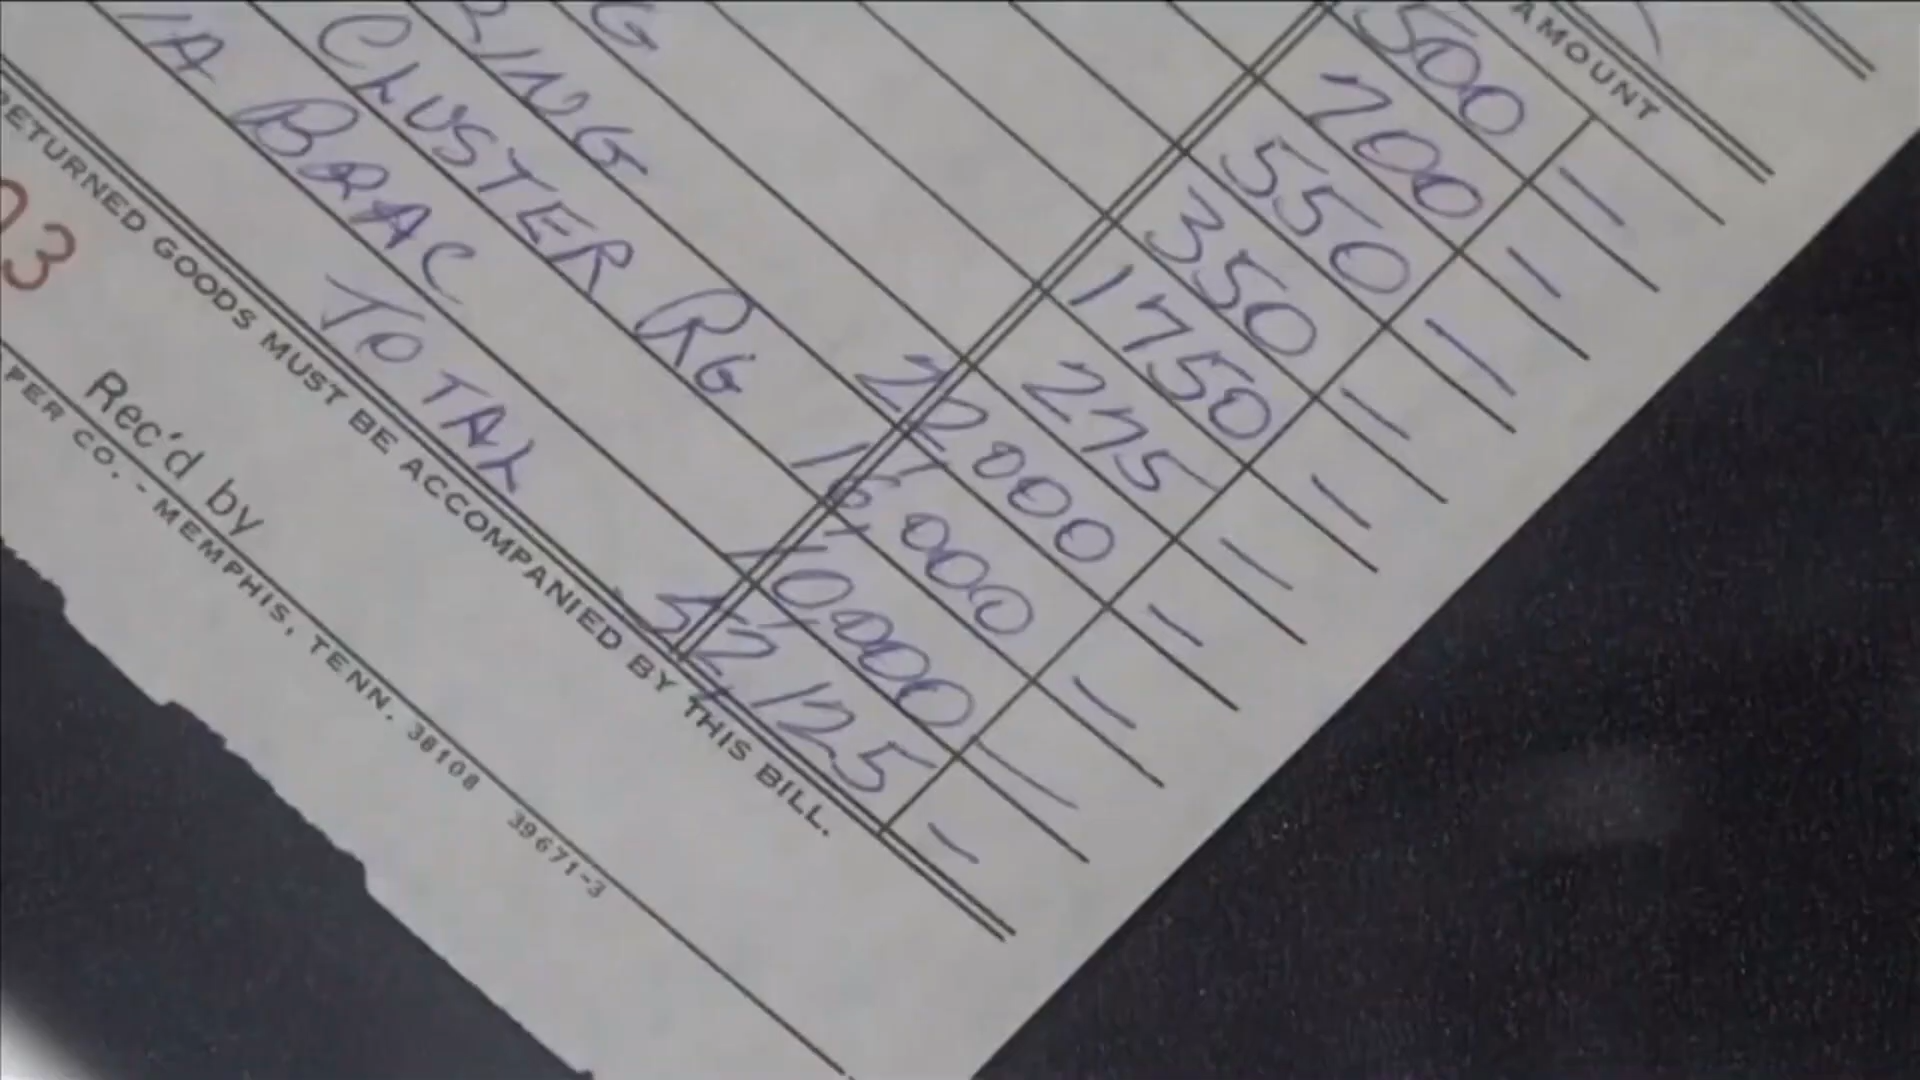 AMOUNT
500 —
700 —
550 —
350 —
1750 —
G 275 —
RING 22,000 —
CLUSTER RG 16,000 —
IA BRAC 10,000 —
TOTAL 52,125 —
RETURNED GOODS MUST BE ACCOMPANIED BY THIS BILL.
03 Rec'd by
PER CO. - MEMPHIS, TENN. 38108 39671-3